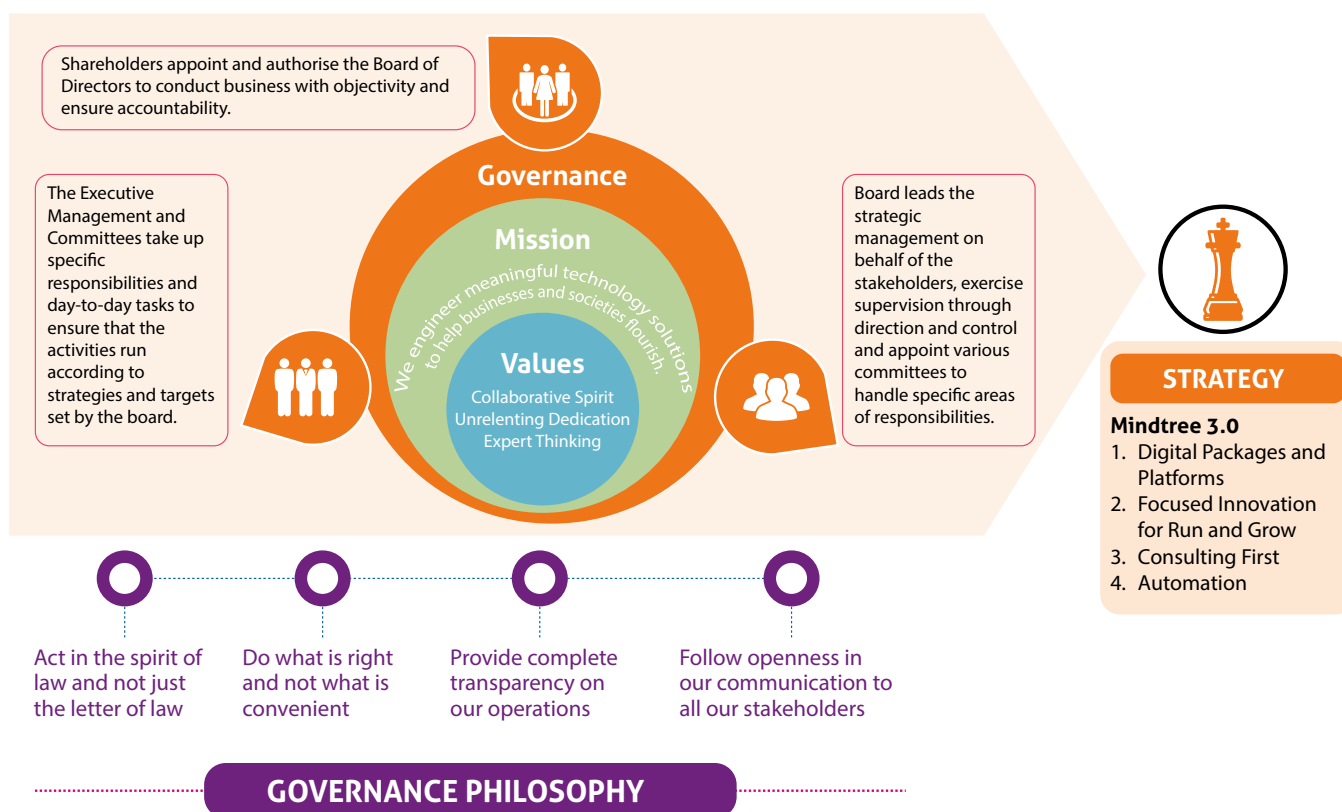 Shareholders appoint and authorise the Board of
Directors to conduct business with objectivity and
ensure accountability.
The Executive
Management and
Committees take up
specific
responsibilities and
day-to-day tasks to
ensure that the
activities run
according to
strategies and targets
set by the board.
Governance
Mission
We engineer meaningful technology solutions
to help businesses and societies flourish.
Values
Collaborative Spirit
Unrelenting Dedication
Expert Thinking
Board leads the
strategic
management on
behalf of the
stakeholders, exercise
supervision through
direction and control
and appoint various
committees to
handle specific areas
of responsibilities.
STRATEGY
Mindtree 3.0
1. Digital Packages and
Platforms
2. Focused Innovation
for Run and Grow
3. Consulting First
4. Automation
Act in the spirit of
law and not just
the letter of law
Do what is right
and not what is
convenient
Provide complete
transparency on
our operations
Follow openness in
our communication to
all our stakeholders
GOVERNANCE PHILOSOPHY